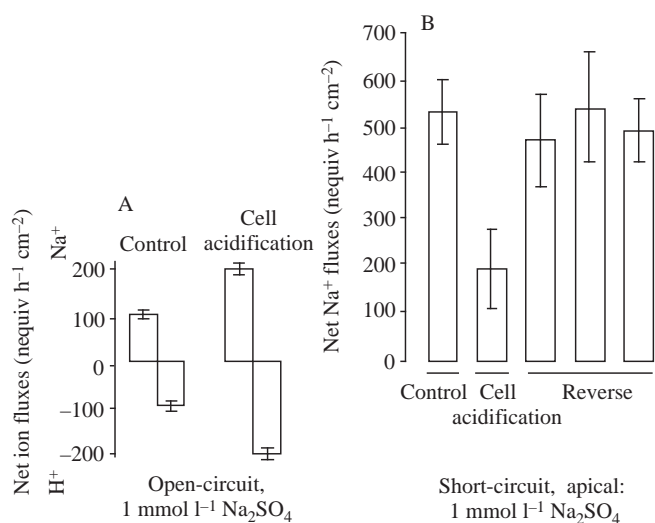 A
Net ion fluxes (nequiv h⁻¹ cm⁻²)
H⁺
Na⁺
Control
Cell
acidification
200
100
0
−100
−200
Open-circuit,
1 mmol l⁻¹ Na₂SO₄
B
Net Na⁺ fluxes (nequiv h⁻¹ cm⁻²)
700
600
500
400
300
200
100
0
Control
Cell
acidification
Reverse
Short-circuit, apical:
1 mmol l⁻¹ Na₂SO₄